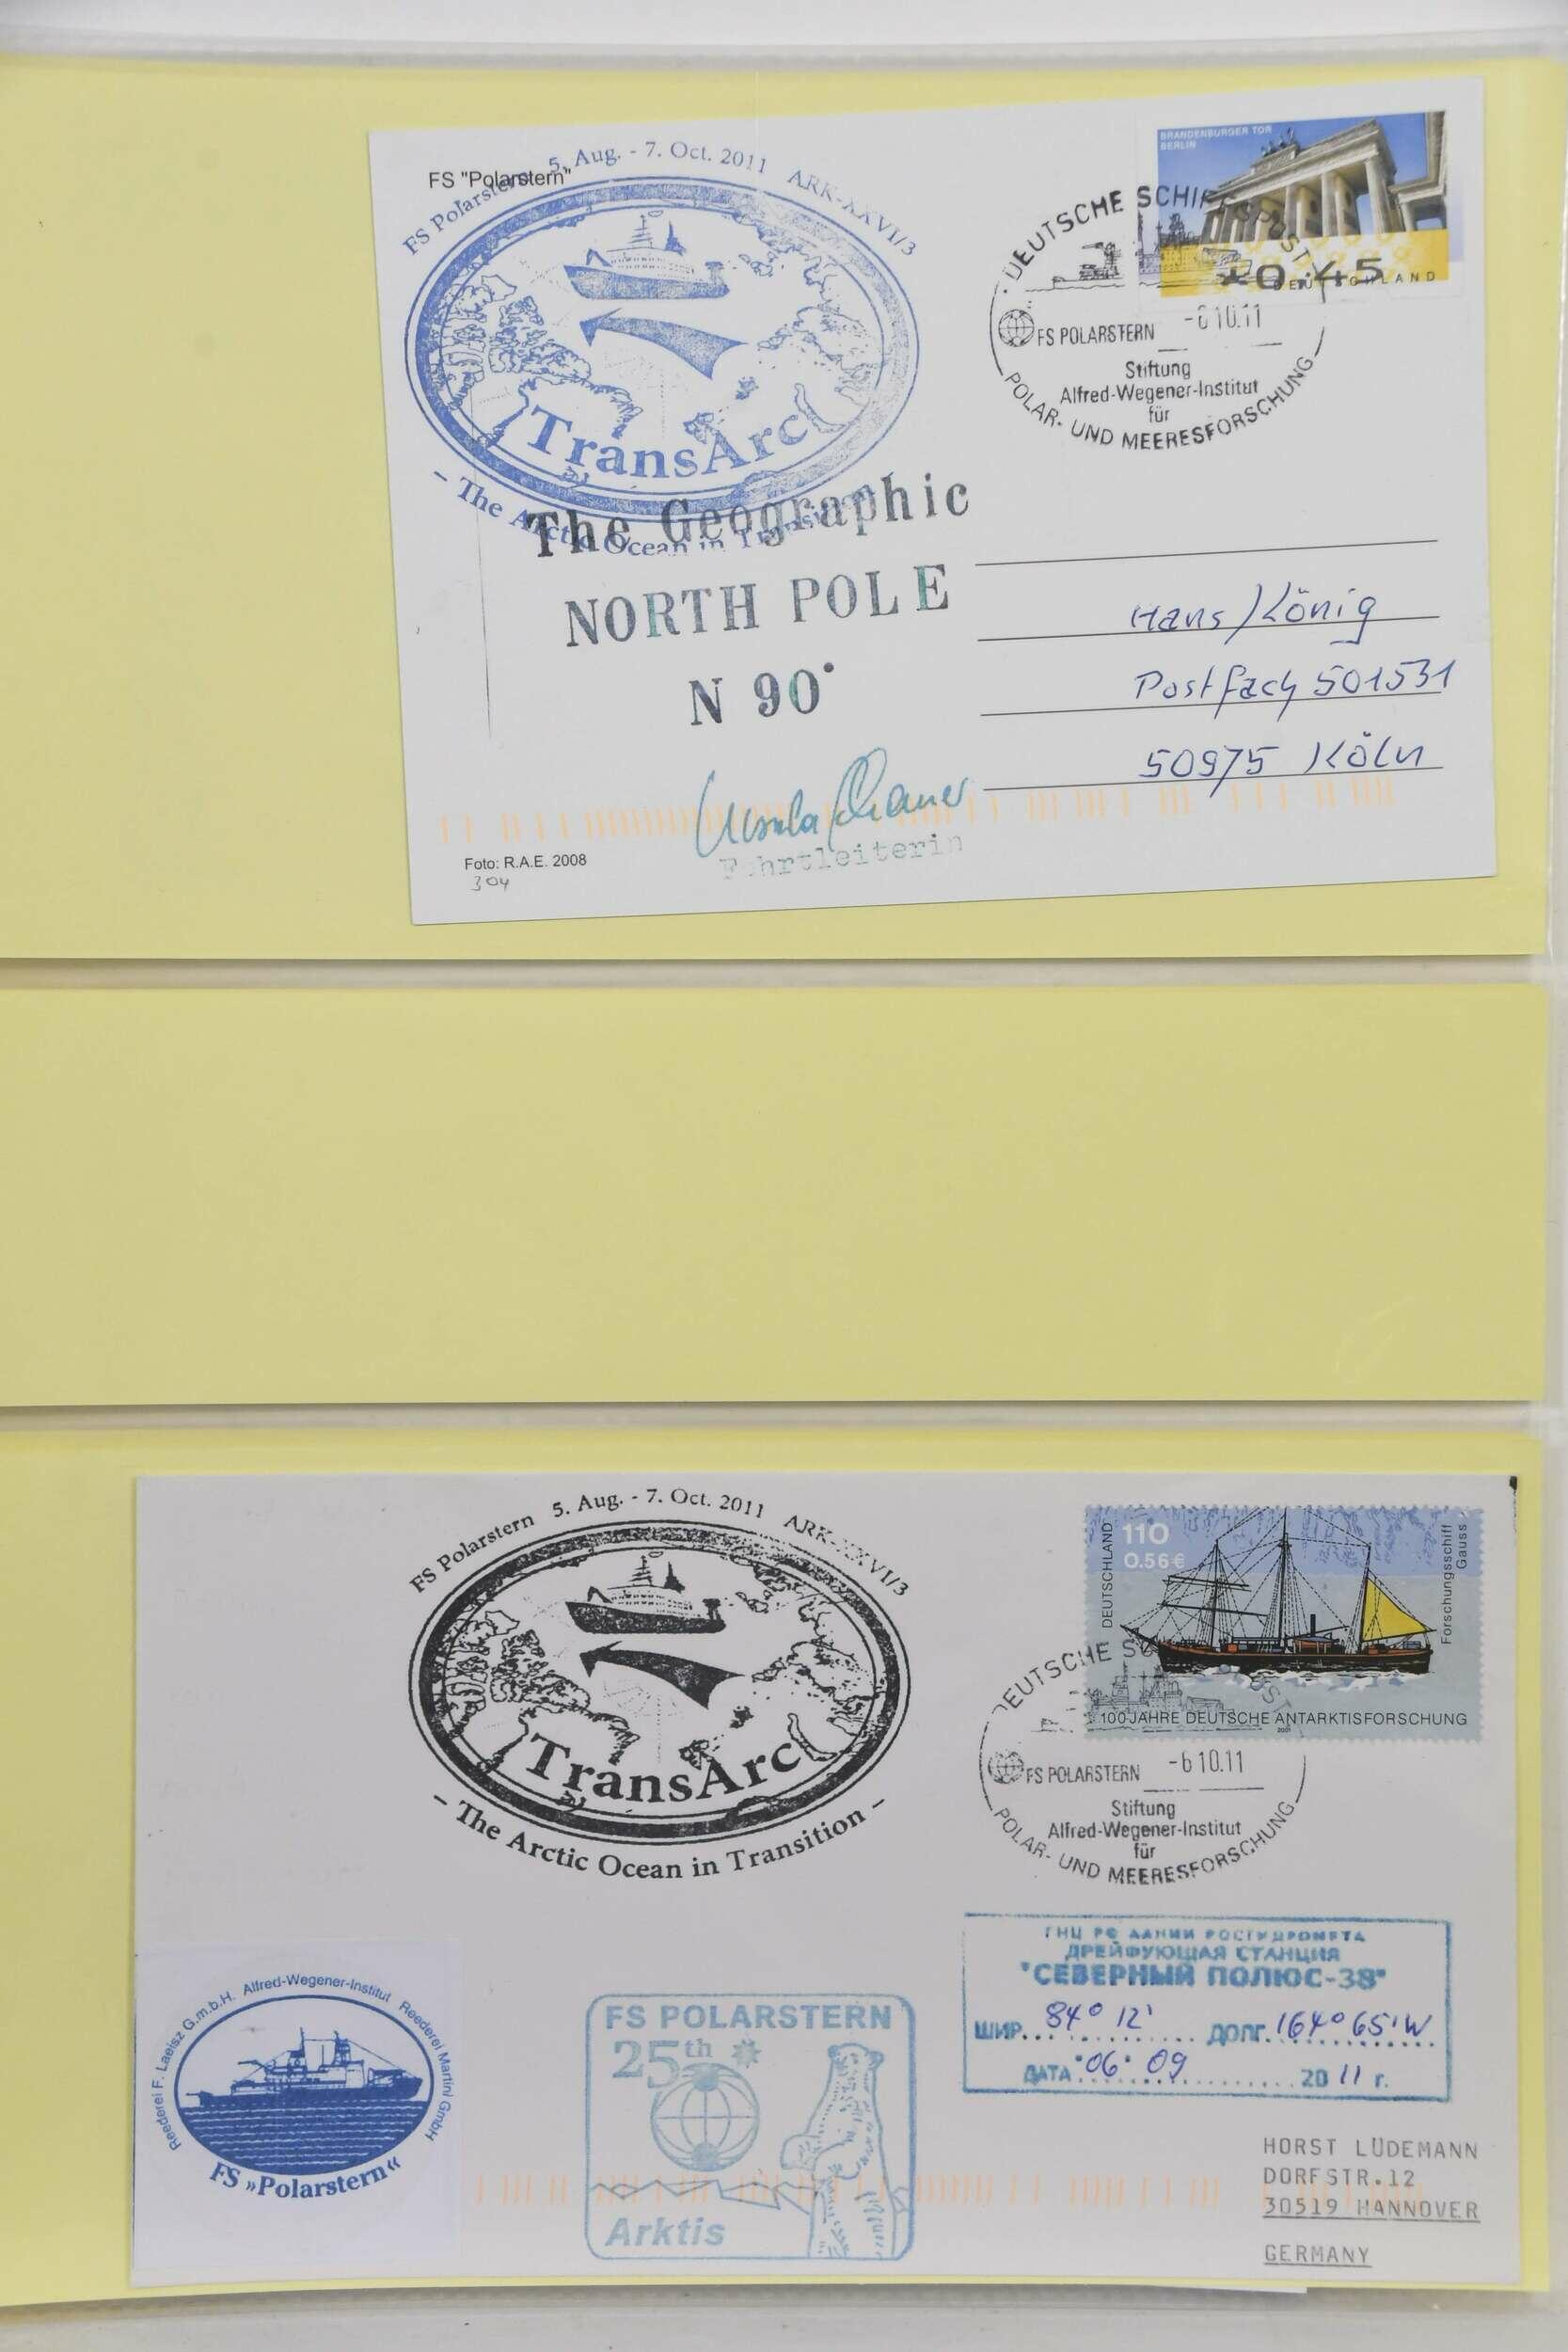 FS "Polarstern"
FS Polarstern 5. Aug. - 7. Oct. 2011 ARK-XXVI/3
TransArc
- The Arctic Ocean in Transition
BRANDENBURGER TOR
BERLIN
0.45
DEUTSCHLAND
DEUTSCHE SCHIFFSPOST
FS POLARSTERN -6 10.11
Stiftung
Alfred-Wegener-Institut
für
POLAR- UND MEERESFORSCHUNG
The Geographic
NORTH POLE
N 90°
Hans König
Postfach 501531
50975 Köln
Ursula
Fahrtleiterin
Foto: R.A.E. 2008
304
FS Polarstern 5. Aug. - 7. Oct. 2011 ARK-XXVI/3
TransArc
- The Arctic Ocean in Transition -
DEUTSCHLAND
110
0.56€
Forschungsschiff
Gauss
100 JAHRE DEUTSCHE ANTARKTISFORSCHUNG
2001
DEUTSCHE SCHIFFSPOST
FS POLARSTERN -6 10.11
Stiftung
Alfred-Wegener-Institut
für
POLAR- UND MEERESFORSCHUNG
ГНЦ РФ ААНИИ РОСГИДРОМЕТА
ДРЕЙФУЮЩАЯ СТАНЦИЯ
"СЕВЕРНЫЙ ПОЛЮС-38"
ШИР. 84° 12' ДОЛГ. 164° 65' W
ДАТА "06" 09 2011 г.
Reederei F. Laeisz G.m.b.H. Alfred-Wegener-Institut Reederei Martini GmbH
FS »Polarstern«
FS POLARSTERN
25th
Arktis
HORST LÜDEMANN
DORFSTR.12
30519 HANNOVER
GERMANY